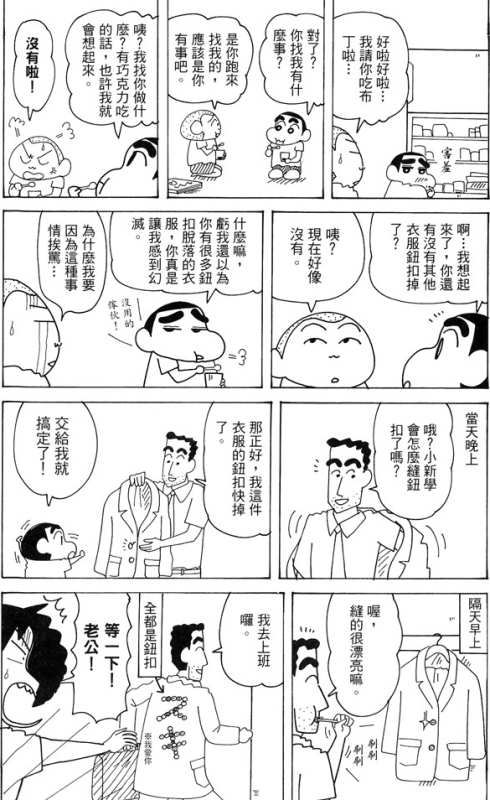 好啦好啦…
我請你吃布
丁啦…
害羞
對了?
你找我有什
麼事?
是你跑來
找我的，
應該是你
有事吧。
咦?我找你做什
麼?有巧克力吃
的話，也許我就
會想起來。
沒有啦!
啊…我想起
來了，你還
有沒有其他
衣服鈕扣掉
了?
咦?
現在好像
沒有。
什麼嘛，
虧我還以為
你有很多鈕
扣脫落的衣
服，你真是
讓我感到幻
滅。
沒用的
傢伙!
為什麼我要
因為這種事
情挨罵…
當天晚上
哦?小新學
會怎麼縫鈕
扣了嗎?
那正好，我這件
衣服的鈕扣快掉
了。
交給我就
搞定了!
隔天早上
喔，
縫的很漂亮嘛。
刷刷
刷刷
我去上班
囉。
全都是鈕扣
※我愛你
等一下!
老公!